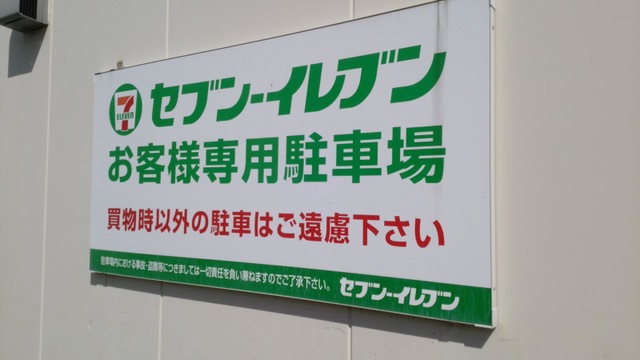 7
ELEVEN
セブン-イレブン
お客様専用駐車場
買物時以外の駐車はご遠慮下さい
駐車場内における事故・盗難等につきましては一切責任を負い兼ねますのでご了承下さい。
セブン-イレブン